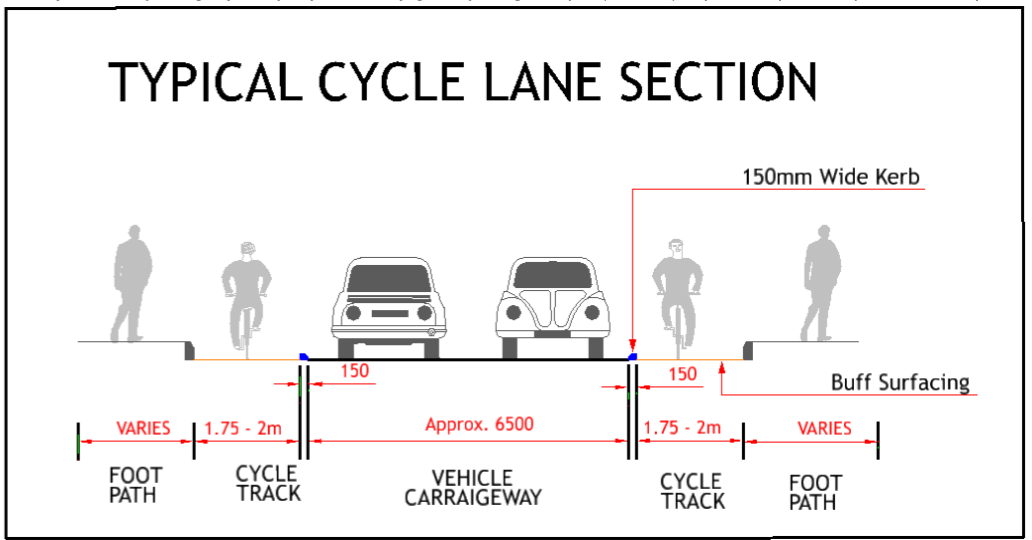 TYPICAL CYCLE LANE SECTION
150mm Wide Kerb
150
150
Buff Surfacing
VARIES
1.75 - 2m
Approx. 6500
1.75 - 2m
VARIES
FOOT
PATH
CYCLE
TRACK
VEHICLE
CARRAIGEWAY
CYCLE
TRACK
FOOT
PATH